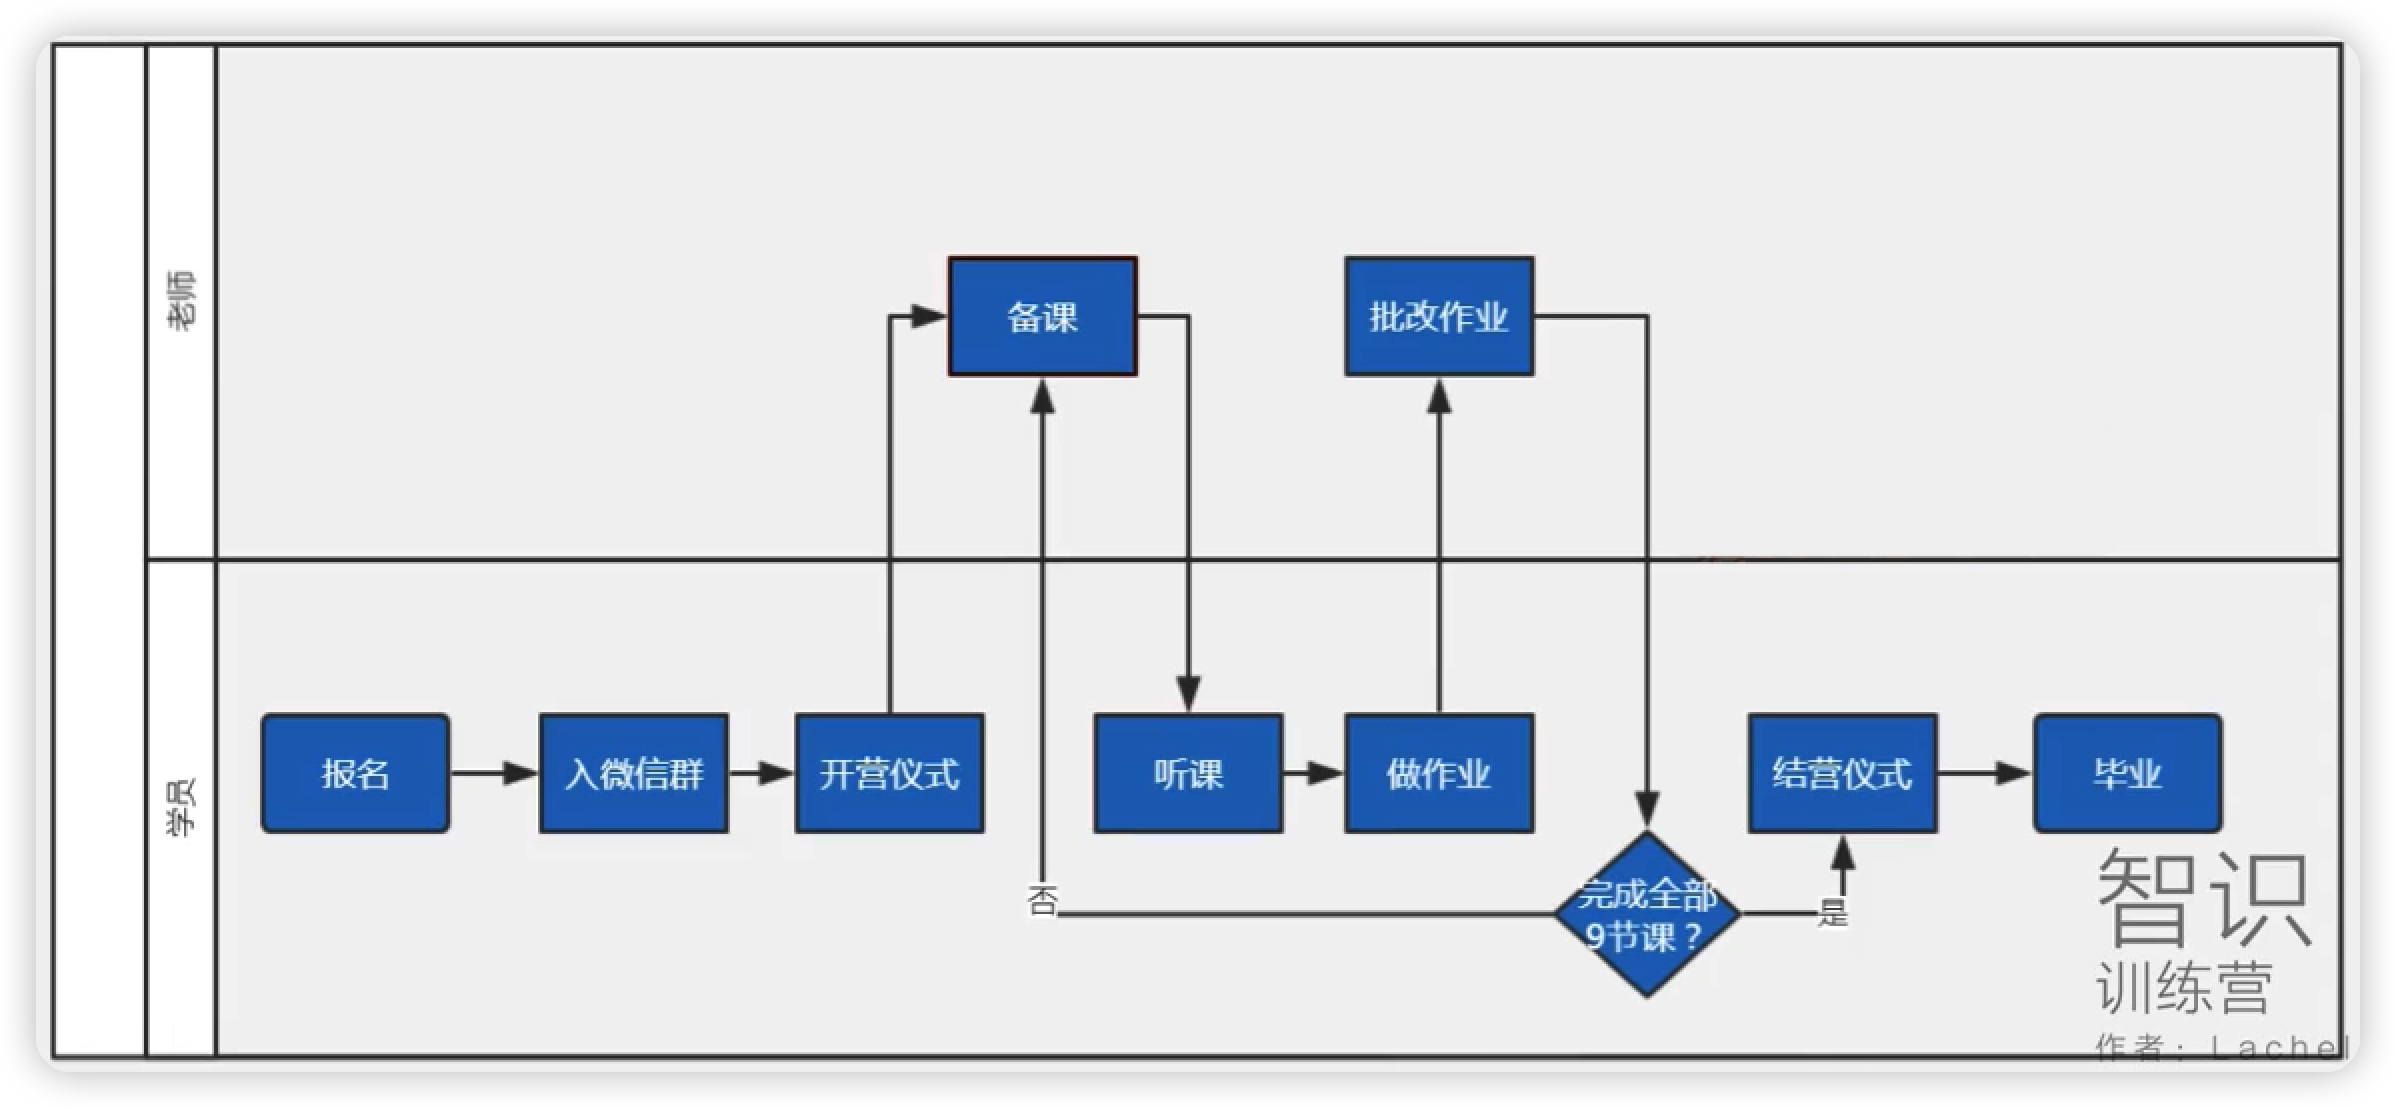 老师
备课
批改作业
学员
报名
入微信群
开营仪式
听课
做作业
结营仪式
毕业
否
完成全部
9节课？
是
智识
训练营
作者：Lachel